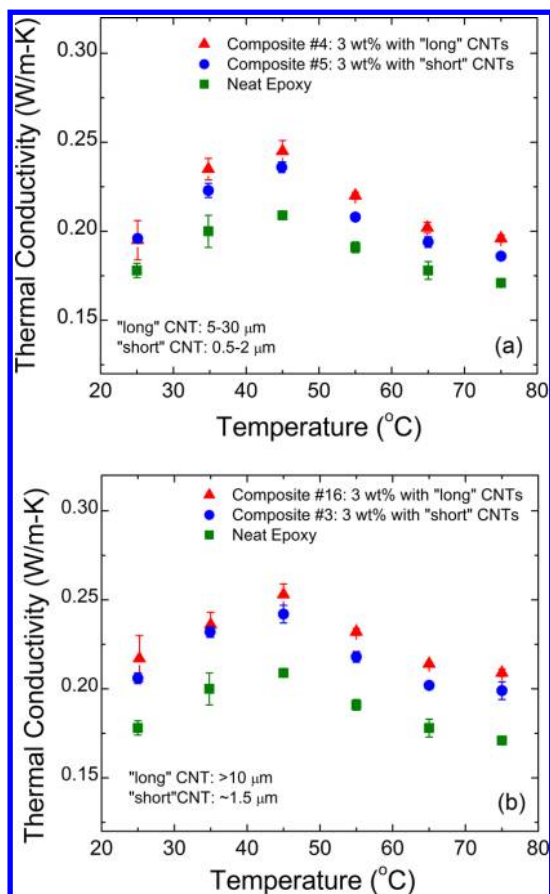 0.30
Composite #4: 3 wt% with "long" CNTs
Composite #5: 3 wt% with "short" CNTs
Neat Epoxy
0.25
0.20
0.15
Thermal Conductivity (W/m-K)
"long" CNT: 5-30 μm
"short" CNT: 0.5-2 μm
(a)
20 30 40 50 60 70 80
Temperature (°C)
0.30
Composite #16: 3 wt% with "long" CNTs
Composite #3: 3 wt% with "short" CNTs
Neat Epoxy
0.25
0.20
0.15
Thermal Conductivity (W/m-K)
"long" CNT: >10 μm
"short"CNT: ~1.5 μm
(b)
20 30 40 50 60 70 80
Temperature (°C)